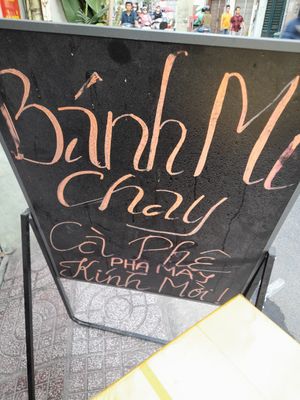 Bánh Mì
Chay
Cà Phê
PHA MÁY
Kính Mời!